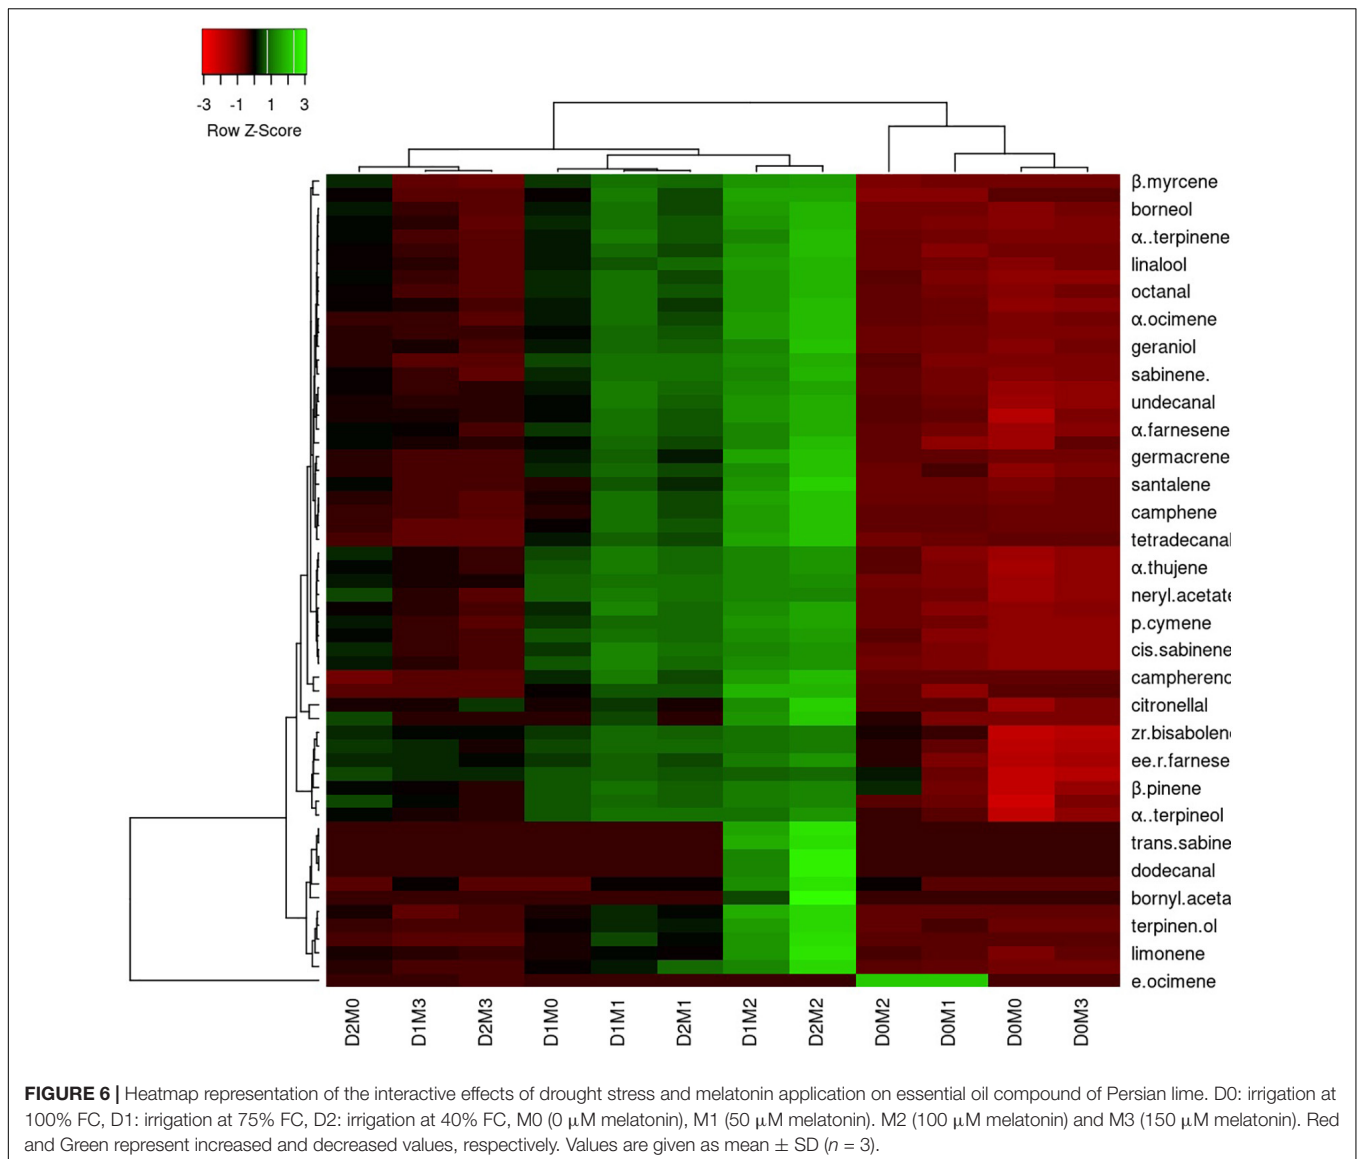 -3 -1 1 3
Row Z-Score
β.myrcene
borneol
α..terpinene
linalool
octanal
α.ocimene
geraniol
sabinene.
undecanal
α.farnesene
germacrene
santalene
camphene
tetradecanal
α.thujene
neryl.acetate
p.cymene
cis.sabinene
campherenc
citronellal
zr.bisabolene
ee.r.farnese
β.pinene
α..terpineol
trans.sabine
dodecanal
bornyl.aceta
terpinen.ol
limonene
e.ocimene
D2M0 D1M3 D2M3 D1M0 D1M1 D2M1 D1M2 D2M2 D0M2 D0M1 D0M0 D0M3
FIGURE 6 | Heatmap representation of the interactive effects of drought stress and melatonin application on essential oil compound of Persian lime. D0: irrigation at
100% FC, D1: irrigation at 75% FC, D2: irrigation at 40% FC, M0 (0 μM melatonin), M1 (50 μM melatonin). M2 (100 μM melatonin) and M3 (150 μM melatonin). Red
and Green represent increased and decreased values, respectively. Values are given as mean ± SD (n = 3).